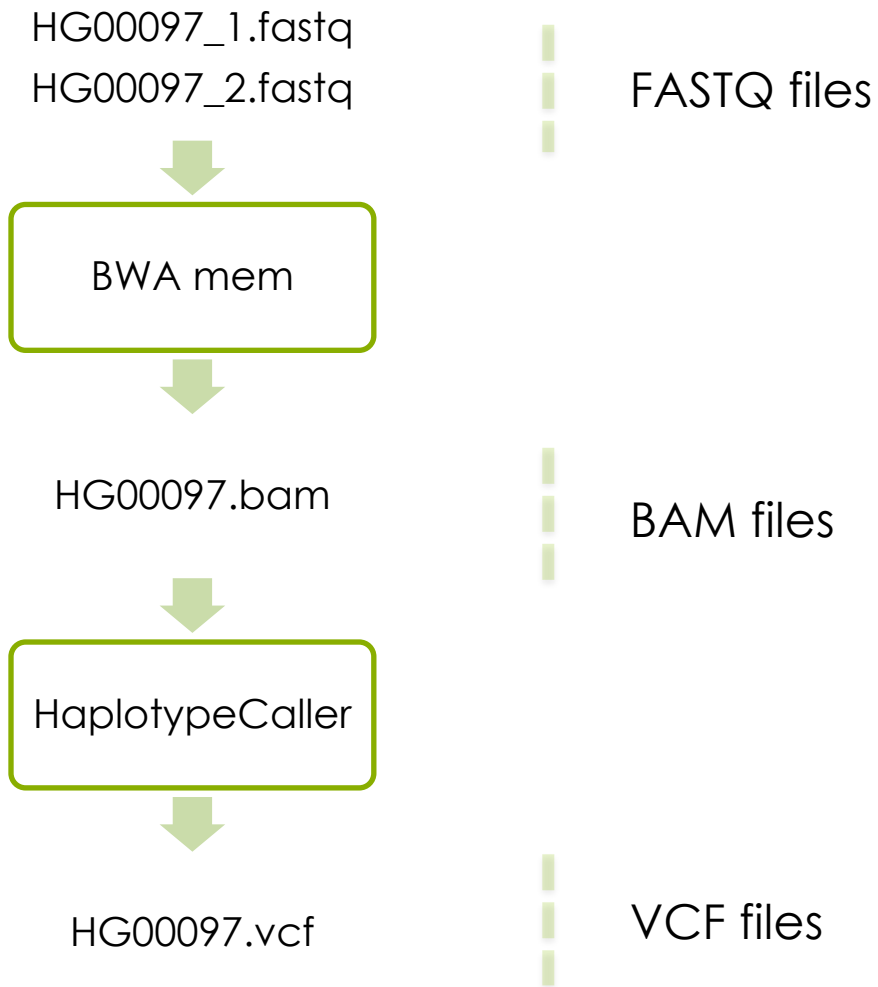 HG00097_1.fastq
HG00097_2.fastq
FASTQ files
BWA mem
HG00097.bam
BAM files
HaplotypeCaller
HG00097.vcf
VCF files